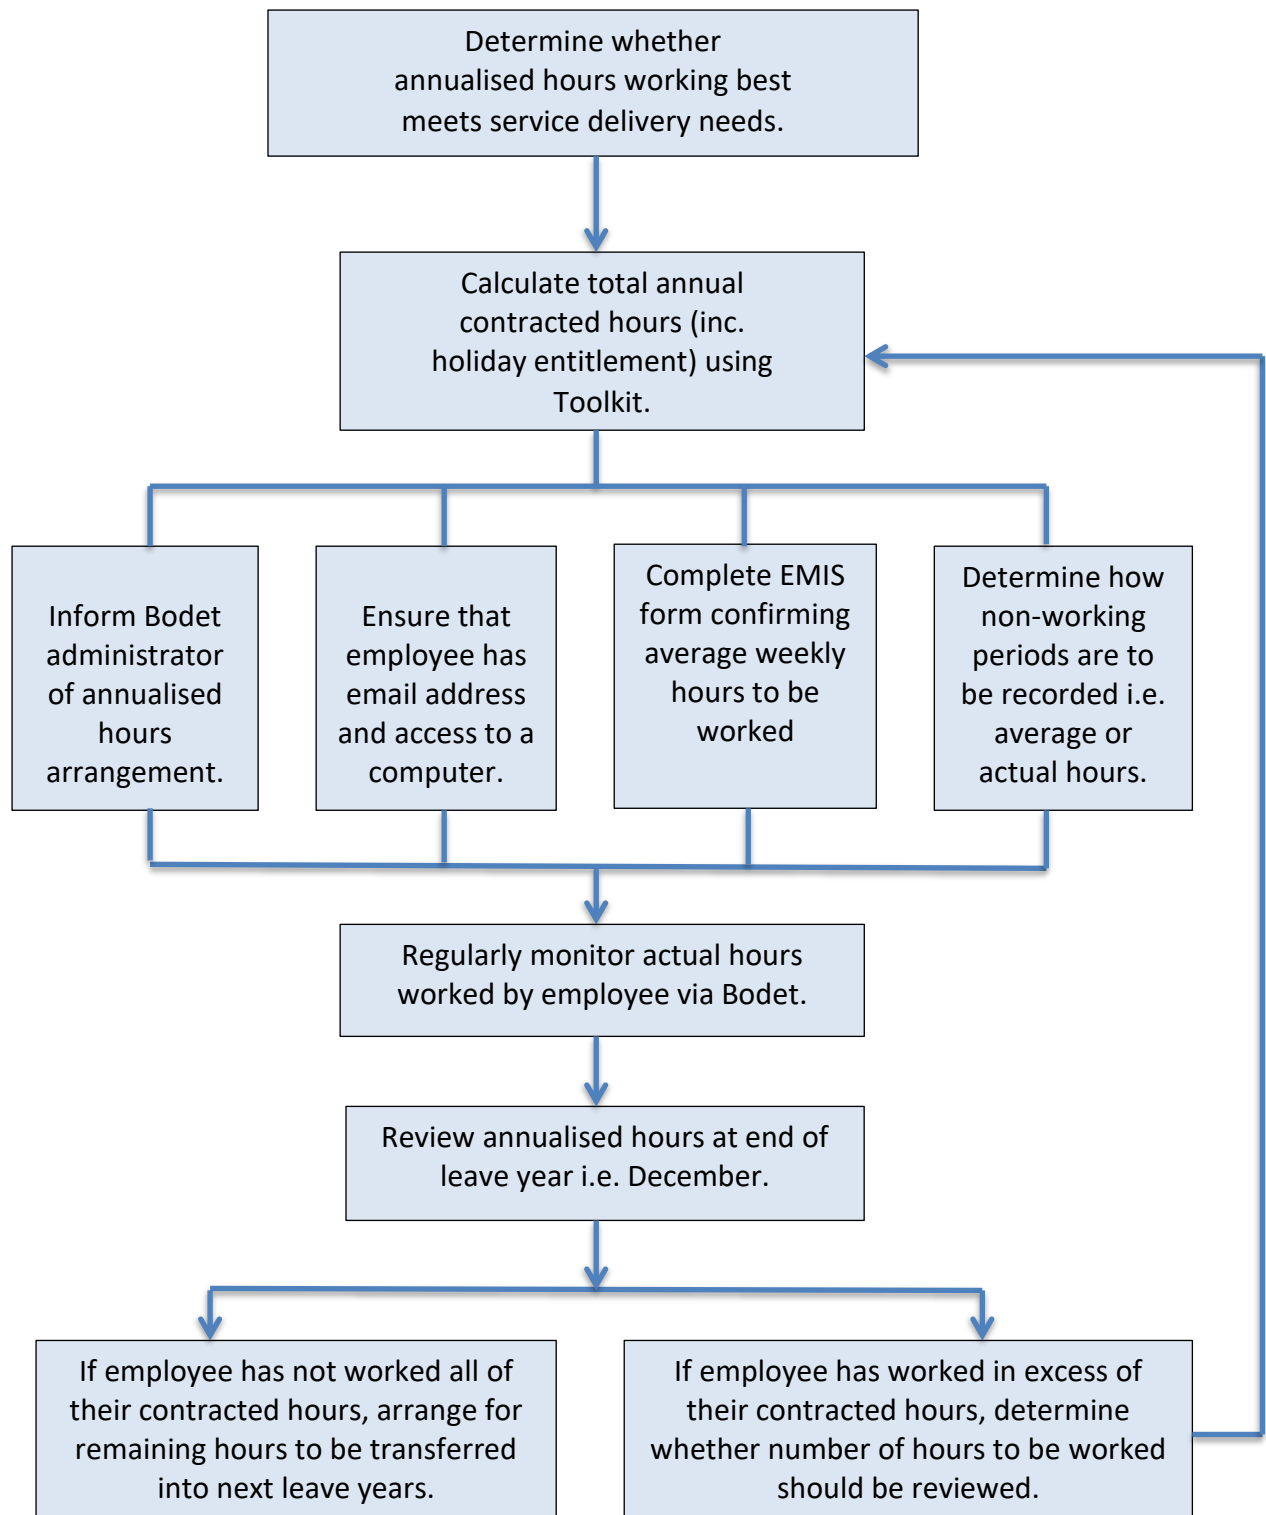 Determine whether
annualised hours working best
meets service delivery needs.
Calculate total annual
contracted hours (inc.
holiday entitlement) using
Toolkit.
Inform Bodet
administrator
of annualised
hours
arrangement.
Ensure that
employee has
email address
and access to a
computer.
Complete EMIS
form confirming
average weekly
hours to be
worked
Determine how
non-working
periods are to
be recorded i.e.
average or
actual hours.
Regularly monitor actual hours
worked by employee via Bodet.
Review annualised hours at end of
leave year i.e. December.
If employee has not worked all of
their contracted hours, arrange for
remaining hours to be transferred
into next leave years.
If employee has worked in excess of
their contracted hours, determine
whether number of hours to be worked
should be reviewed.